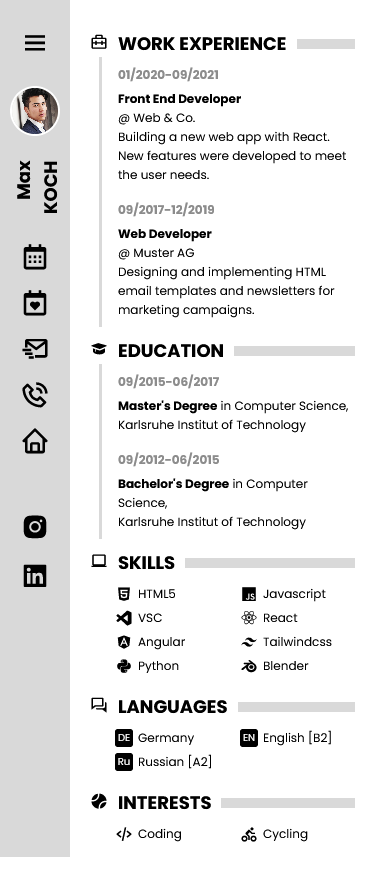 Max
KOCH
WORK EXPERIENCE
01/2020-09/2021
Front End Developer
@ Web & Co.
Building a new web app with React.
New features were developed to meet
the user needs.
09/2017-12/2019
Web Developer
@ Muster AG
Designing and implementing HTML
email templates and newsletters for
marketing campaigns.
EDUCATION
09/2015-06/2017
Master's Degree in Computer Science,
Karlsruhe Institut of Technology
09/2012-06/2015
Bachelor's Degree in Computer
Science,
Karlsruhe Institut of Technology
SKILLS
HTML5 JS Javascript
VSC React
Angular Tailwindcss
Python Blender
LANGUAGES
DE Germany EN English [B2]
Ru Russian [A2]
INTERESTS
Coding Cycling